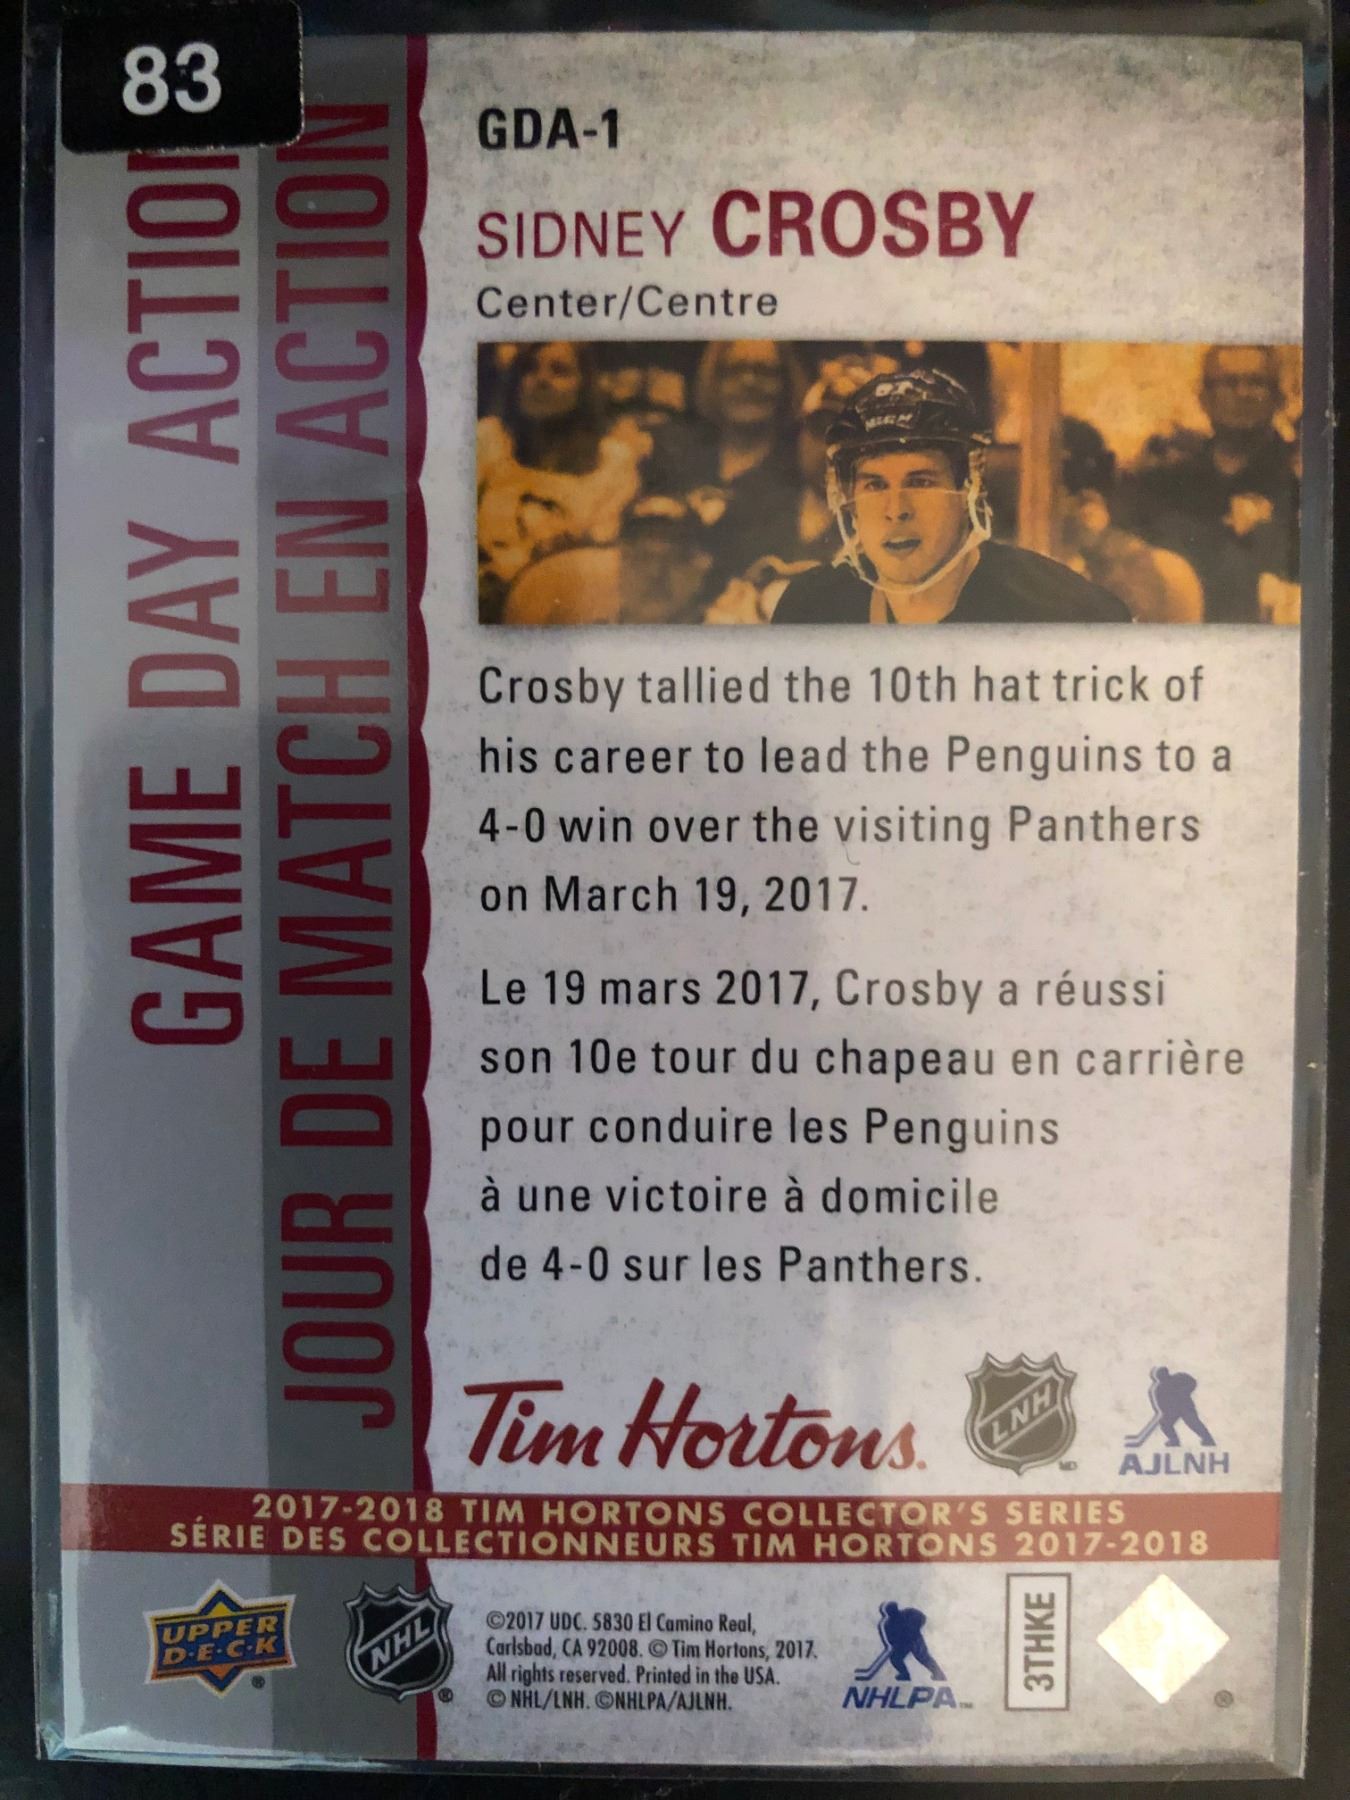 83
GAME DAY ACTION
JOUR DE MATCH EN ACTION
GDA-1
SIDNEY CROSBY
Center/Centre
87
Crosby tallied the 10th hat trick of
his career to lead the Penguins to a
4-0 win over the visiting Panthers
on March 19, 2017.
Le 19 mars 2017, Crosby a réussi
son 10e tour du chapeau en carrière
pour conduire les Penguins
à une victoire à domicile
de 4-0 sur les Panthers.
Tim Hortons.
LNH
MD
AJLNH
2017-2018 TIM HORTONS COLLECTOR'S SERIES
SÉRIE DES COLLECTIONNEURS TIM HORTONS 2017-2018
UPPER
D·E·C·K
®
NHL
®
©2017 UDC. 5830 El Camino Real,
Carlsbad, CA 92008. © Tim Hortons, 2017.
All rights reserved. Printed in the USA.
© NHL/LNH. ©NHLPA/AJLNH.
NHLPA™
3THKE
®